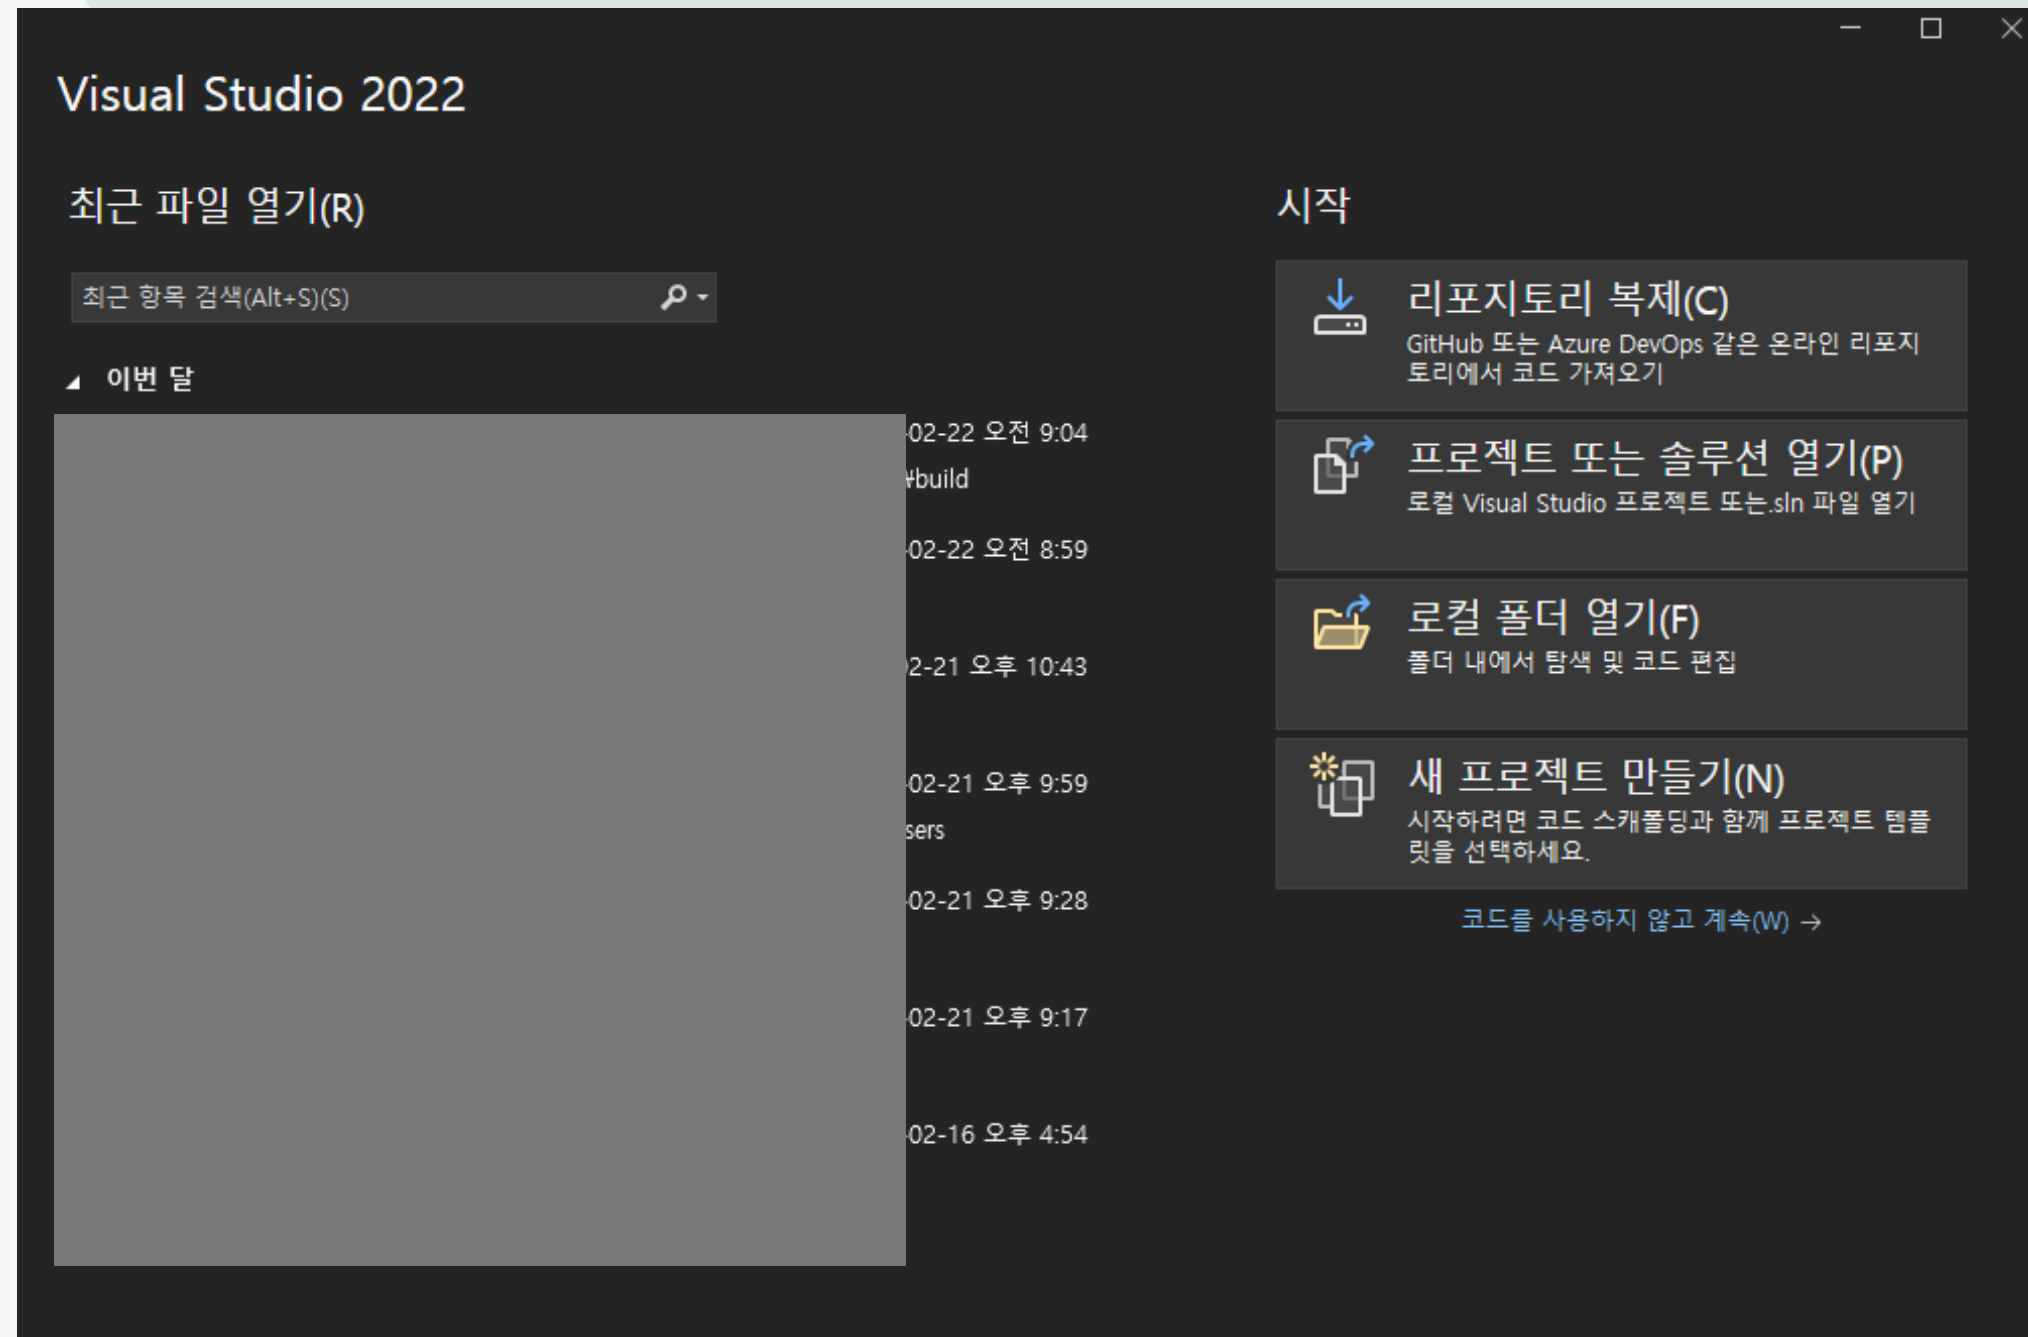 Visual Studio 2022
최근 파일 열기(R)
최근 항목 검색(Alt+S)(S)
이번 달
-02-22 오전 9:04
\build
-02-22 오전 8:59
2-21 오후 10:43
-02-21 오후 9:59
sers
-02-21 오후 9:28
-02-21 오후 9:17
-02-16 오후 4:54
시작
리포지토리 복제(C)
GitHub 또는 Azure DevOps 같은 온라인 리포지
토리에서 코드 가져오기
프로젝트 또는 솔루션 열기(P)
로컬 Visual Studio 프로젝트 또는.sln 파일 열기
로컬 폴더 열기(F)
폴더 내에서 탐색 및 코드 편집
새 프로젝트 만들기(N)
시작하려면 코드 스캐폴딩과 함께 프로젝트 템플
릿을 선택하세요.
코드를 사용하지 않고 계속(W) →